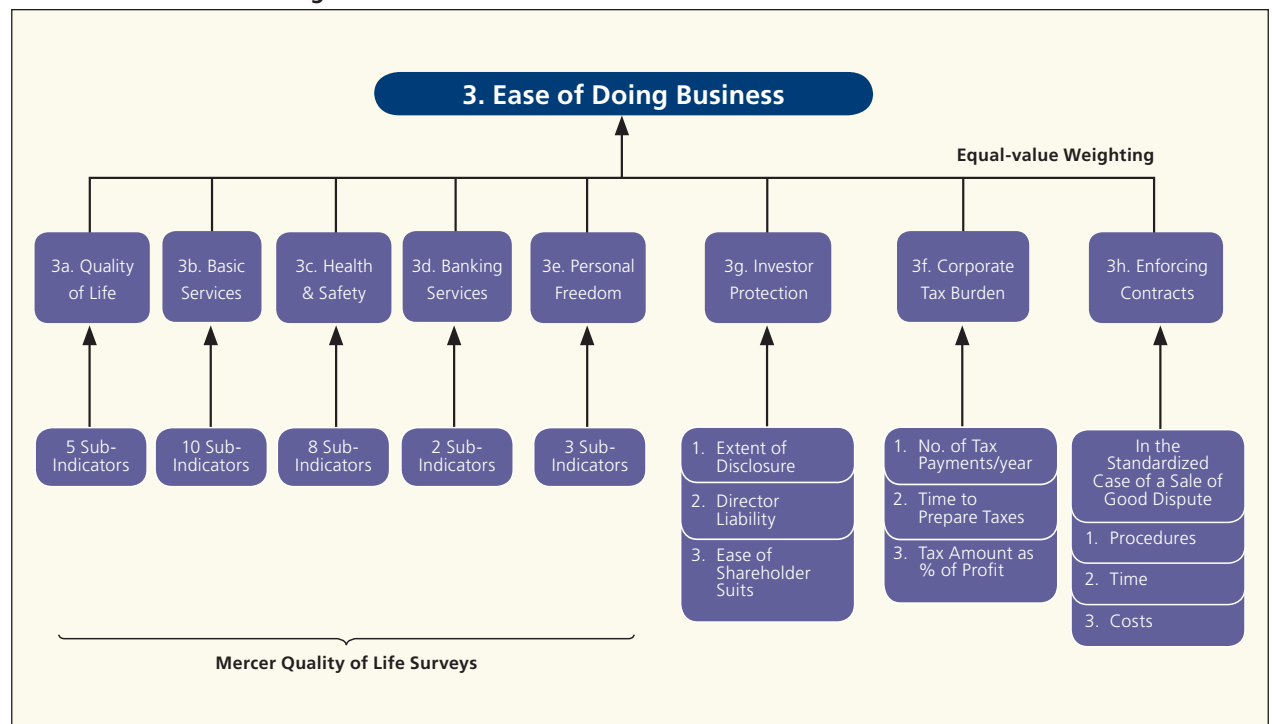 3. Ease of Doing Business
Equal-value Weighting
3a. Quality
of Life
3b. Basic
Services
3c. Health
& Safety
3d. Banking
Services
3e. Personal
Freedom
3g. Investor
Protection
3f. Corporate
Tax Burden
3h. Enforcing
Contracts
5 Sub-
Indicators
10 Sub-
Indicators
8 Sub-
Indicators
2 Sub-
Indicators
3 Sub-
Indicators
1. Extent of
Disclosure
2. Director
Liability
3. Ease of
Shareholder
Suits
1. No. of Tax
Payments/year
2. Time to
Prepare Taxes
3. Tax Amount as
% of Profit
In the
Standardized
Case of a Sale of
Good Dispute
1. Procedures
2. Time
3. Costs
Mercer Quality of Life Surveys